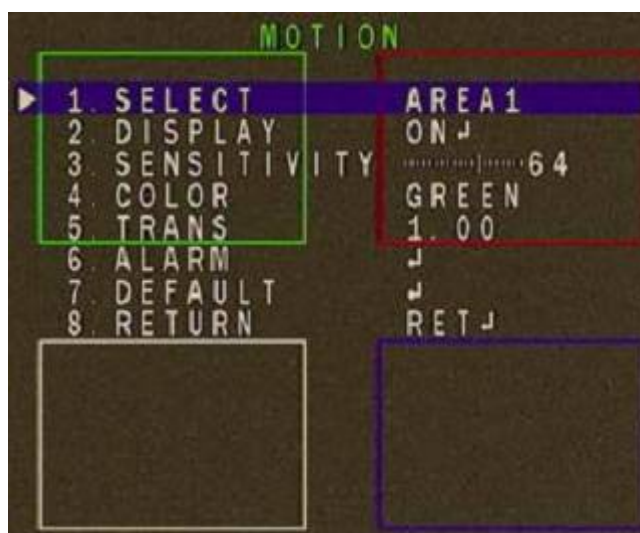 MOTION
1. SELECT AREA1
2. DISPLAY ON↲
3. SENSITIVITY 64
4. COLOR GREEN
5. TRANS 1.00
6. ALARM ↲
7. DEFAULT ↲
8. RETURN RET↲